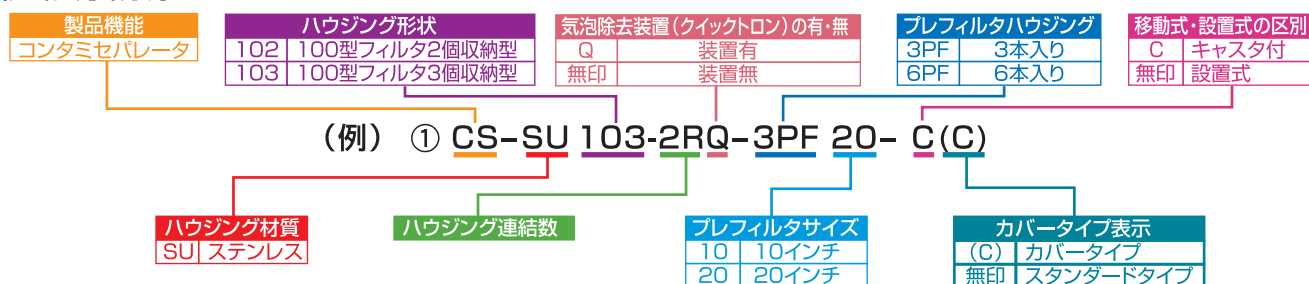 製品機能
コンタミセパレータ
ハウジング形状
102 100型フィルタ2個収納型
103 100型フィルタ3個収納型
気泡除去装置(クイックトロン)の有・無
Q 装置有
無印 装置無
プレフィルタハウジング
3PF 3本入り
6PF 6本入り
移動式・設置式の区別
C キャスタ付
無印 設置式
(例) ① CS-SU103-2RQ-3PF 20- C(C)
ハウジング材質
SU ステンレス
ハウジング連結数
プレフィルタサイズ
10 10インチ
20 20インチ
カバータイプ表示
(C) カバータイプ
無印 スタンダードタイプ